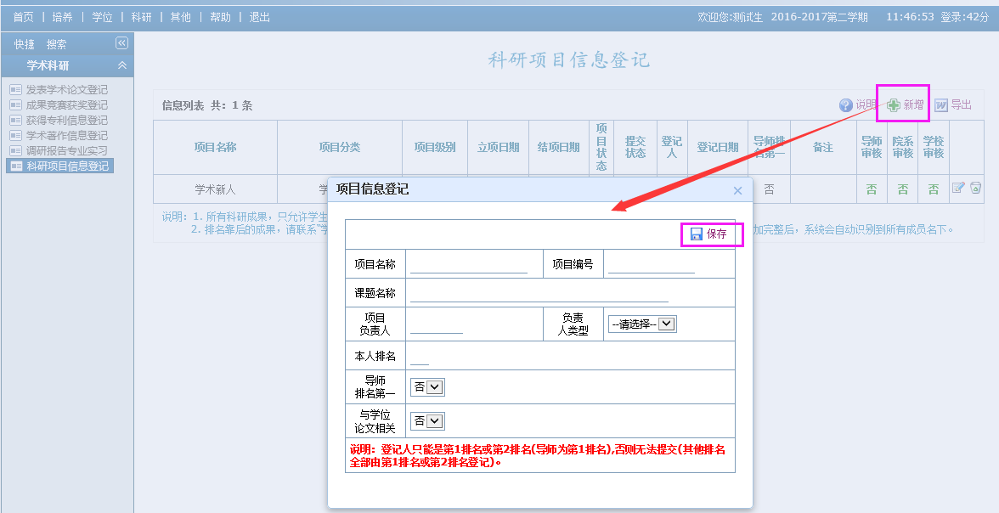 首页 | 培养 | 学位 | 科研 | 其他 | 帮助 | 退出
欢迎您:测试生 2016-2017第二学期 11:46:53 登录:42分
快捷 搜索
学术科研
发表学术论文登记
成果竞赛获奖登记
获得专利信息登记
学术著作信息登记
调研报告专业实习
科研项目信息登记
科研项目信息登记
信息列表 共：1 条
说明 新增 导出
项目名称 项目分类 项目级别 立项日期 结项日期 项目状态 提交状态 登记人 登记日期 导师排名第一 备注 导师审核 院系审核 学校审核
学术新人 学 否 否 否 否
说明：1. 所有科研成果，只允许学生
2. 排名靠后的成果，请联系“学
加完整后，系统会自动识别到所有成员名下。
项目信息登记
保存
项目名称 项目编号
课题名称
项目
负责人
负责
人类型
--请选择--
本人排名
导师
排名第一
否
与学位
论文相关
否
说明：登记人只能是第1排名或第2排名(导师为第1排名),否则无法提交(其他排名
全部由第1排名或第2排名登记)。